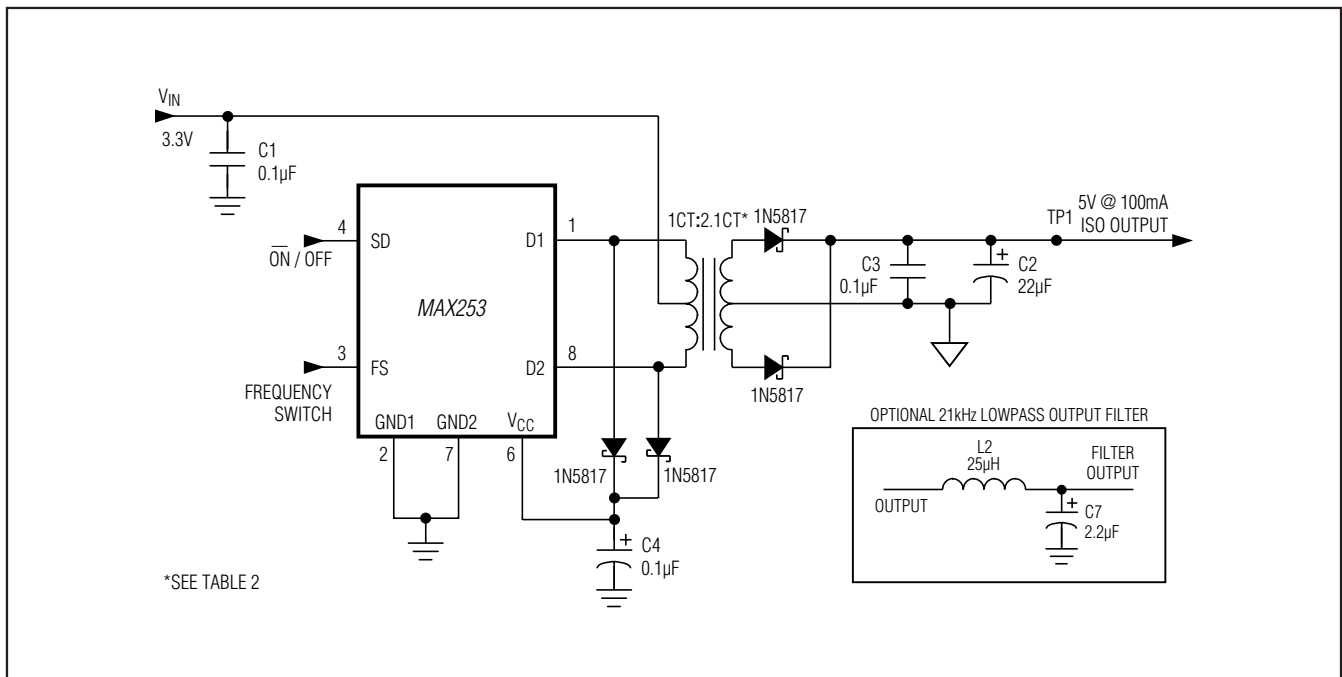 VIN
3.3V
C1
0.1µF
4
SD
ON / OFF
MAX253
3
FS
FREQUENCY
SWITCH
GND1
GND2
VCC
2
7
6
D1
1
D2
8
1CT:2.1CT*
1N5817
1N5817
1N5817
1N5817
C4
+
0.1µF
C3
0.1µF
+
C2
22µF
TP1
5V @ 100mA
ISO OUTPUT
OPTIONAL 21kHz LOWPASS OUTPUT FILTER
L2
25µH
OUTPUT
FILTER
OUTPUT
+
C7
2.2µF
*SEE TABLE 2